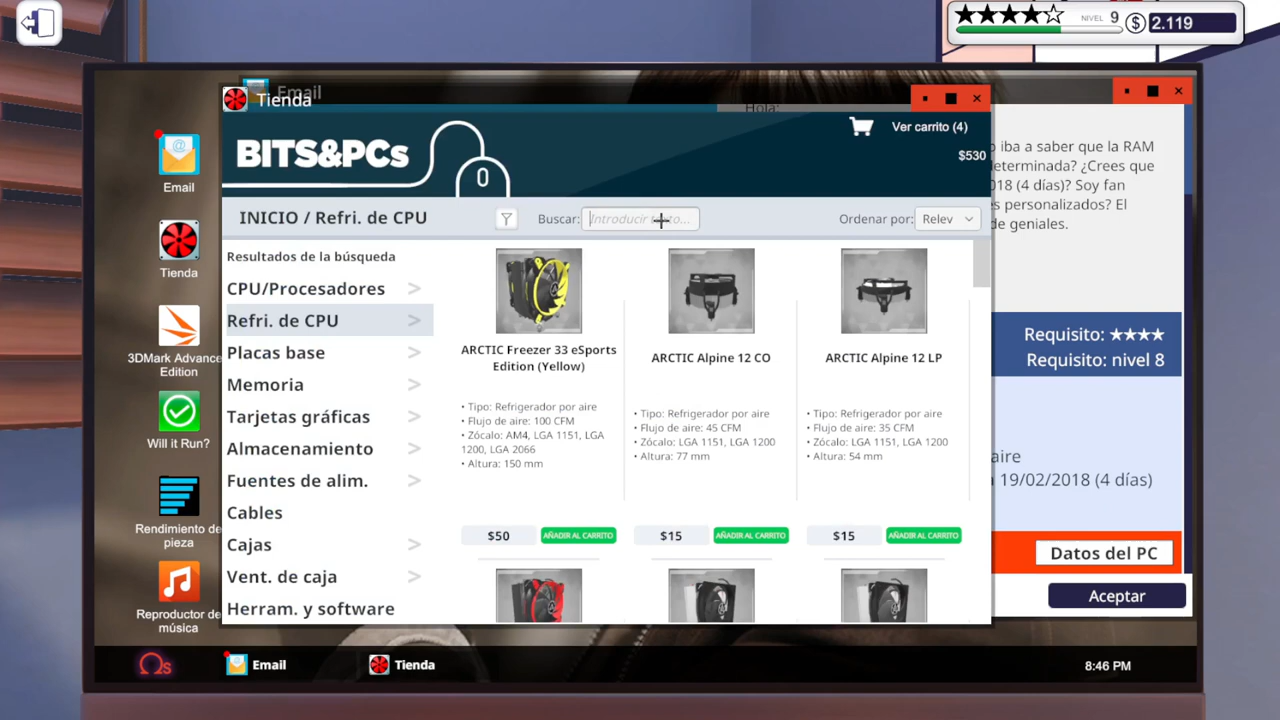 NIVEL 9
$ 2.119
Email
Tienda
Hola:
BITS&PCs
Ver carrito (4)
$530
INICIO / Refri. de CPU
Buscar:
Ordenar por:
Relev
Resultados de la búsqueda
CPU/Procesadores >
Refri. de CPU >
Placas base >
Memoria >
Tarjetas gráficas >
Almacenamiento >
Fuentes de alim. >
Cables
Cajas >
Vent. de caja >
Herram. y software
ARCTIC Freezer 33 eSports
Edition (Yellow)
• Tipo: Refrigerador por aire
• Flujo de aire: 100 CFM
• Zócalo: AM4, LGA 1151, LGA
1200, LGA 2066
• Altura: 150 mm
$50
AÑADIR AL CARRITO
ARCTIC Alpine 12 CO
• Tipo: Refrigerador por aire
• Flujo de aire: 45 CFM
• Zócalo: LGA 1151, LGA 1200
• Altura: 77 mm
$15
AÑADIR AL CARRITO
ARCTIC Alpine 12 LP
• Tipo: Refrigerador por aire
• Flujo de aire: 35 CFM
• Zócalo: LGA 1151, LGA 1200
• Altura: 54 mm
$15
AÑADIR AL CARRITO
iba a saber que la RAM
eterminada? ¿Crees que
018 (4 días)? Soy fan
s personalizados? El
de geniales.
Requisito: ★★★★
Requisito: nivel 8
aire
19/02/2018 (4 días)
Datos del PC
Aceptar
Email
Tienda
3DMark Advance
Edition
Will it Run?
Rendimiento de
pieza
Reproductor de
música
Ωs
Email
Tienda
8:46 PM